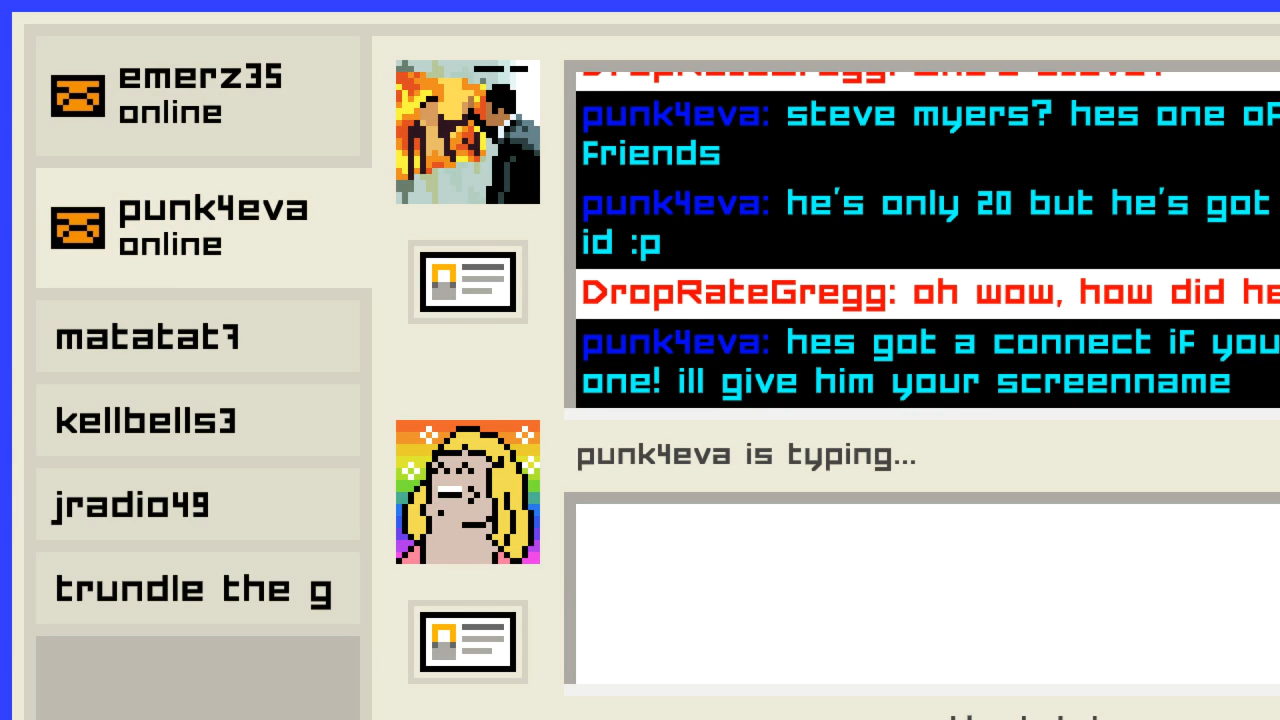 emerz35
online
punk4eva
online
matatat7
kellbells3
jradio49
trundle the g
punk4eva: steve myers? hes one of
friends
punk4eva: he's only 20 but he's got
id :p
DropRateGregg: oh wow, how did he
punk4eva: hes got a connect if you
one! ill give him your screenname
punk4eva is typing...